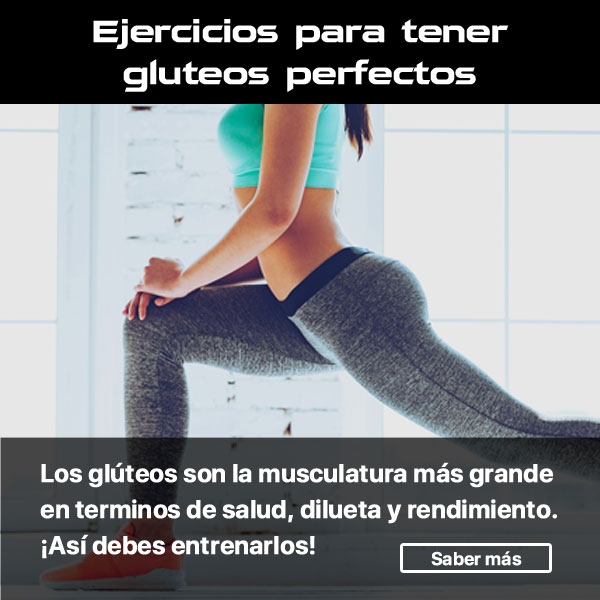 Ejercicios para tener
gluteos perfectos
Los glúteos son la musculatura más grande
en terminos de salud, dilueta y rendimiento.
¡Así debes entrenarlos!
Saber más